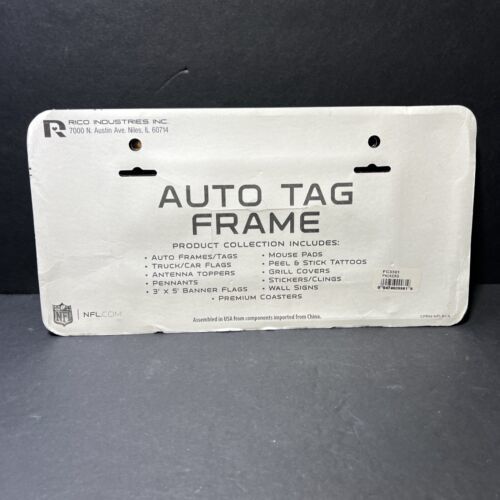 RICO INDUSTRIES, INC.
7000 N. Austin Ave. Niles, IL 60714
AUTO TAG
FRAME
PRODUCT COLLECTION INCLUDES:
• AUTO FRAMES/TAGS
• TRUCK/CAR FLAGS
• ANTENNA TOPPERS
• PENNANTS
• 3' X 5' BANNER FLAGS
• MOUSE PADS
• PEEL & STICK TATTOOS
• GRILL COVERS
• STICKERS/CLINGS
• WALL SIGNS
• PREMIUM COASTERS
PACKERS
NFL
NFL.COM
Assembled in USA from components imported from China.